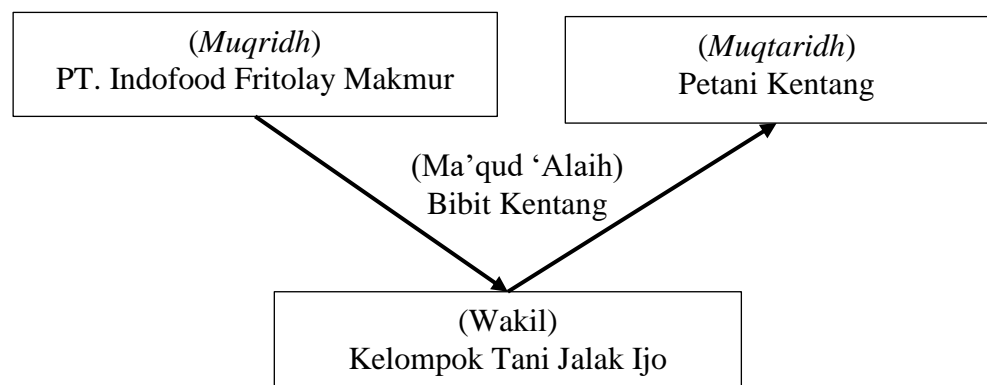 (Muqridh)
PT. Indofood Fritolay Makmur
(Muqtaridh)
Petani Kentang
(Ma’qud ‘Alaih)
Bibit Kentang
(Wakil)
Kelompok Tani Jalak Ijo